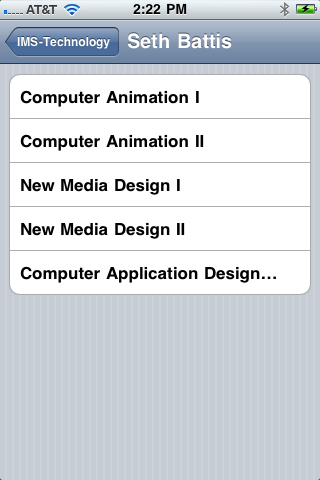 AT&T 2:22 PM
IMS-Technology Seth Battis
Computer Animation I
Computer Animation II
New Media Design I
New Media Design II
Computer Application Design...